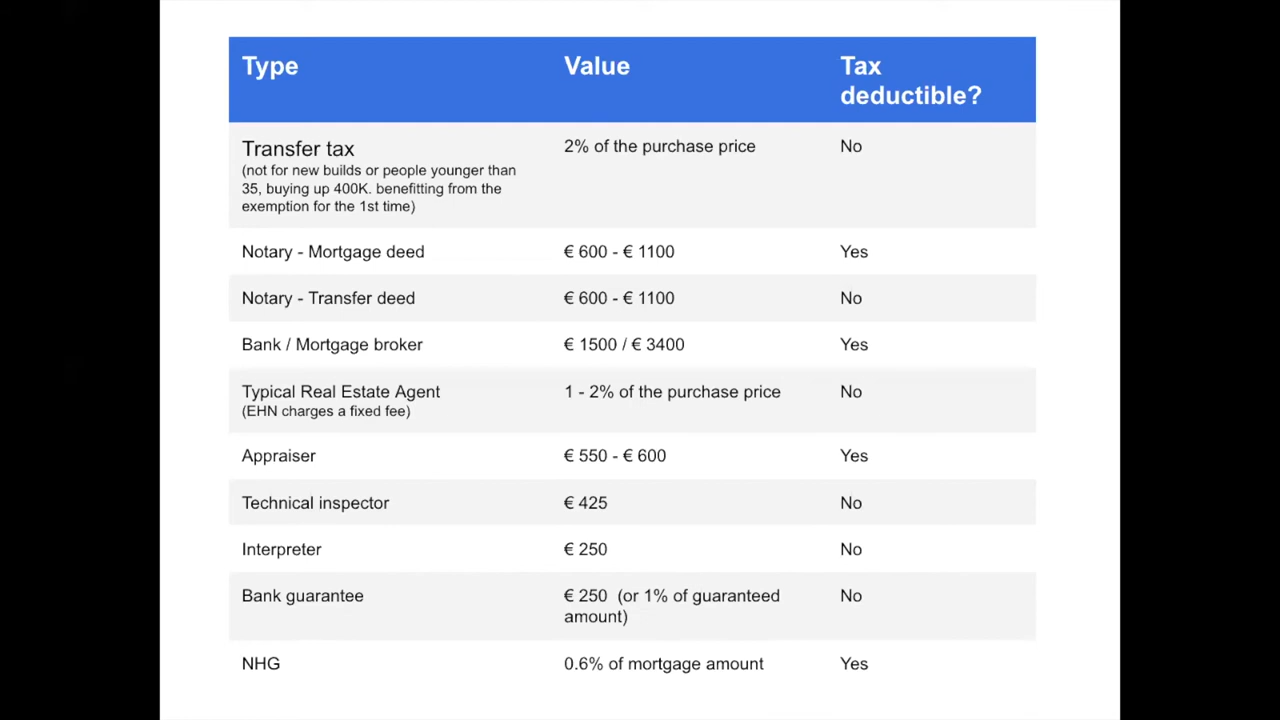 Type Value Tax
deductible?
Transfer tax 2% of the purchase price No
(not for new builds or people younger than
35, buying up 400K. benefitting from the
exemption for the 1st time)
Notary - Mortgage deed € 600 - € 1100 Yes
Notary - Transfer deed € 600 - € 1100 No
Bank / Mortgage broker € 1500 / € 3400 Yes
Typical Real Estate Agent 1 - 2% of the purchase price No
(EHN charges a fixed fee)
Appraiser € 550 - € 600 Yes
Technical inspector € 425 No
Interpreter € 250 No
Bank guarantee € 250 (or 1% of guaranteed No
amount)
NHG 0.6% of mortgage amount Yes